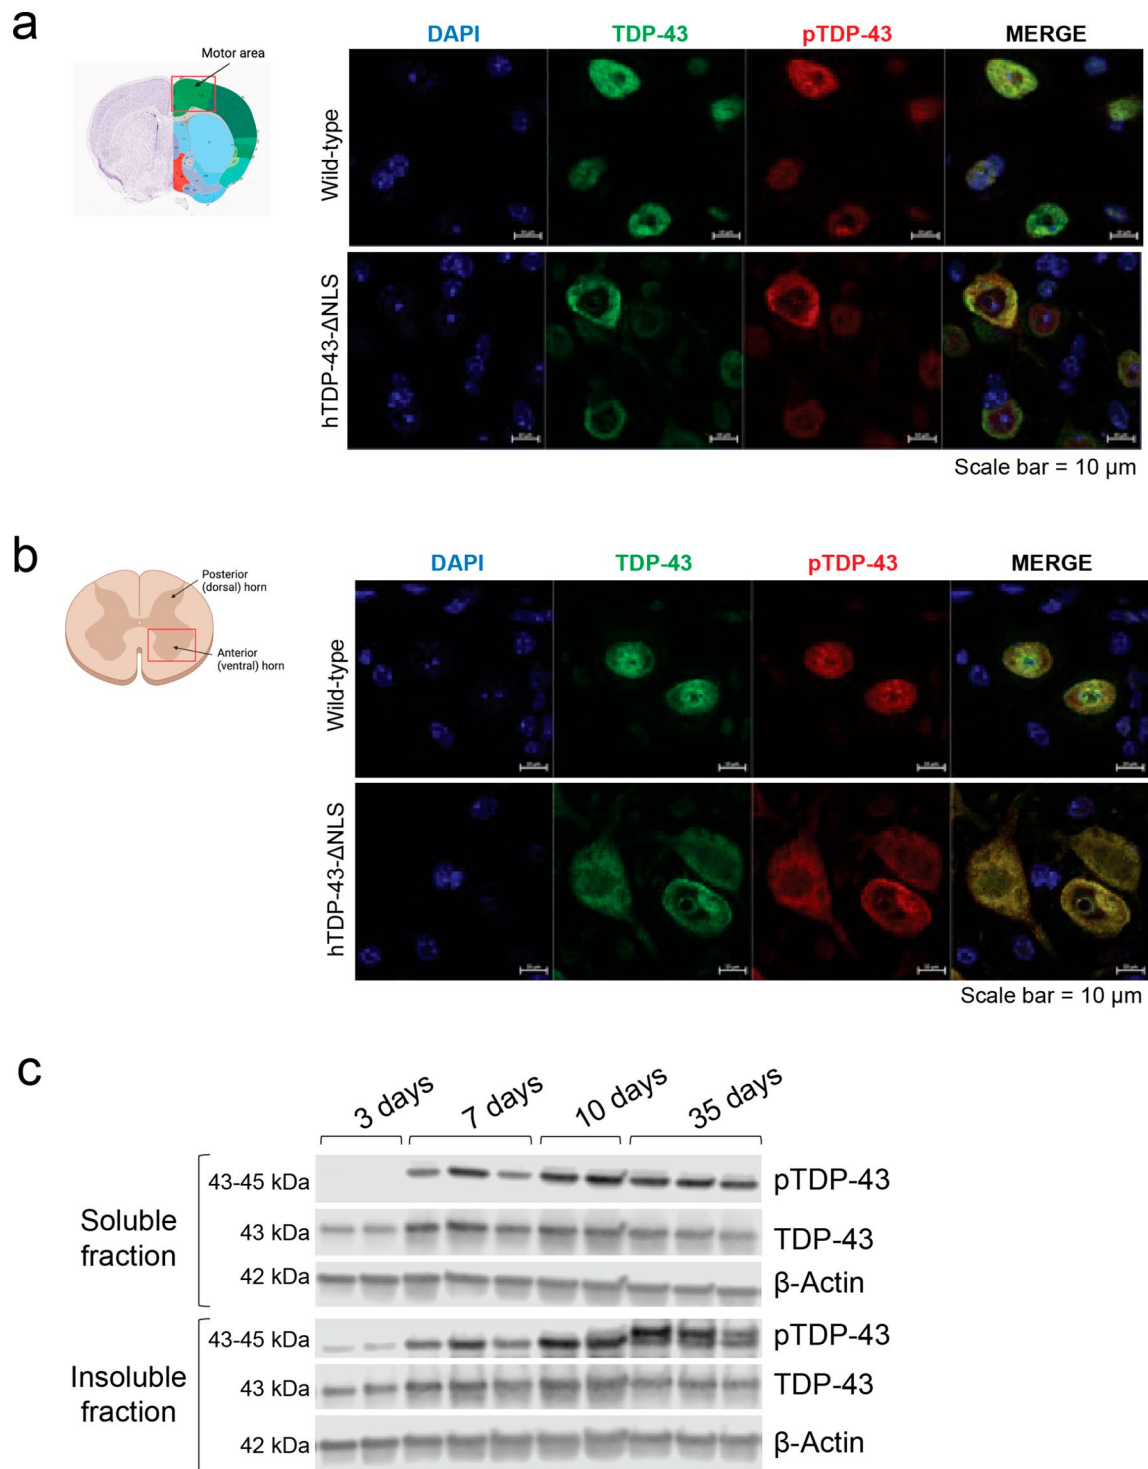 a
Motor area
DAPI
TDP-43
pTDP-43
MERGE
Wild-type
hTDP-43-ΔNLS
Scale bar = 10 µm
b
Posterior
(dorsal) horn
Anterior
(ventral) horn
DAPI
TDP-43
pTDP-43
MERGE
Wild-type
hTDP-43-ΔNLS
Scale bar = 10 µm
c
3 days
7 days
10 days
35 days
Soluble
fraction
43-45 kDa
pTDP-43
43 kDa
TDP-43
42 kDa
β-Actin
Insoluble
fraction
43-45 kDa
pTDP-43
43 kDa
TDP-43
42 kDa
β-Actin